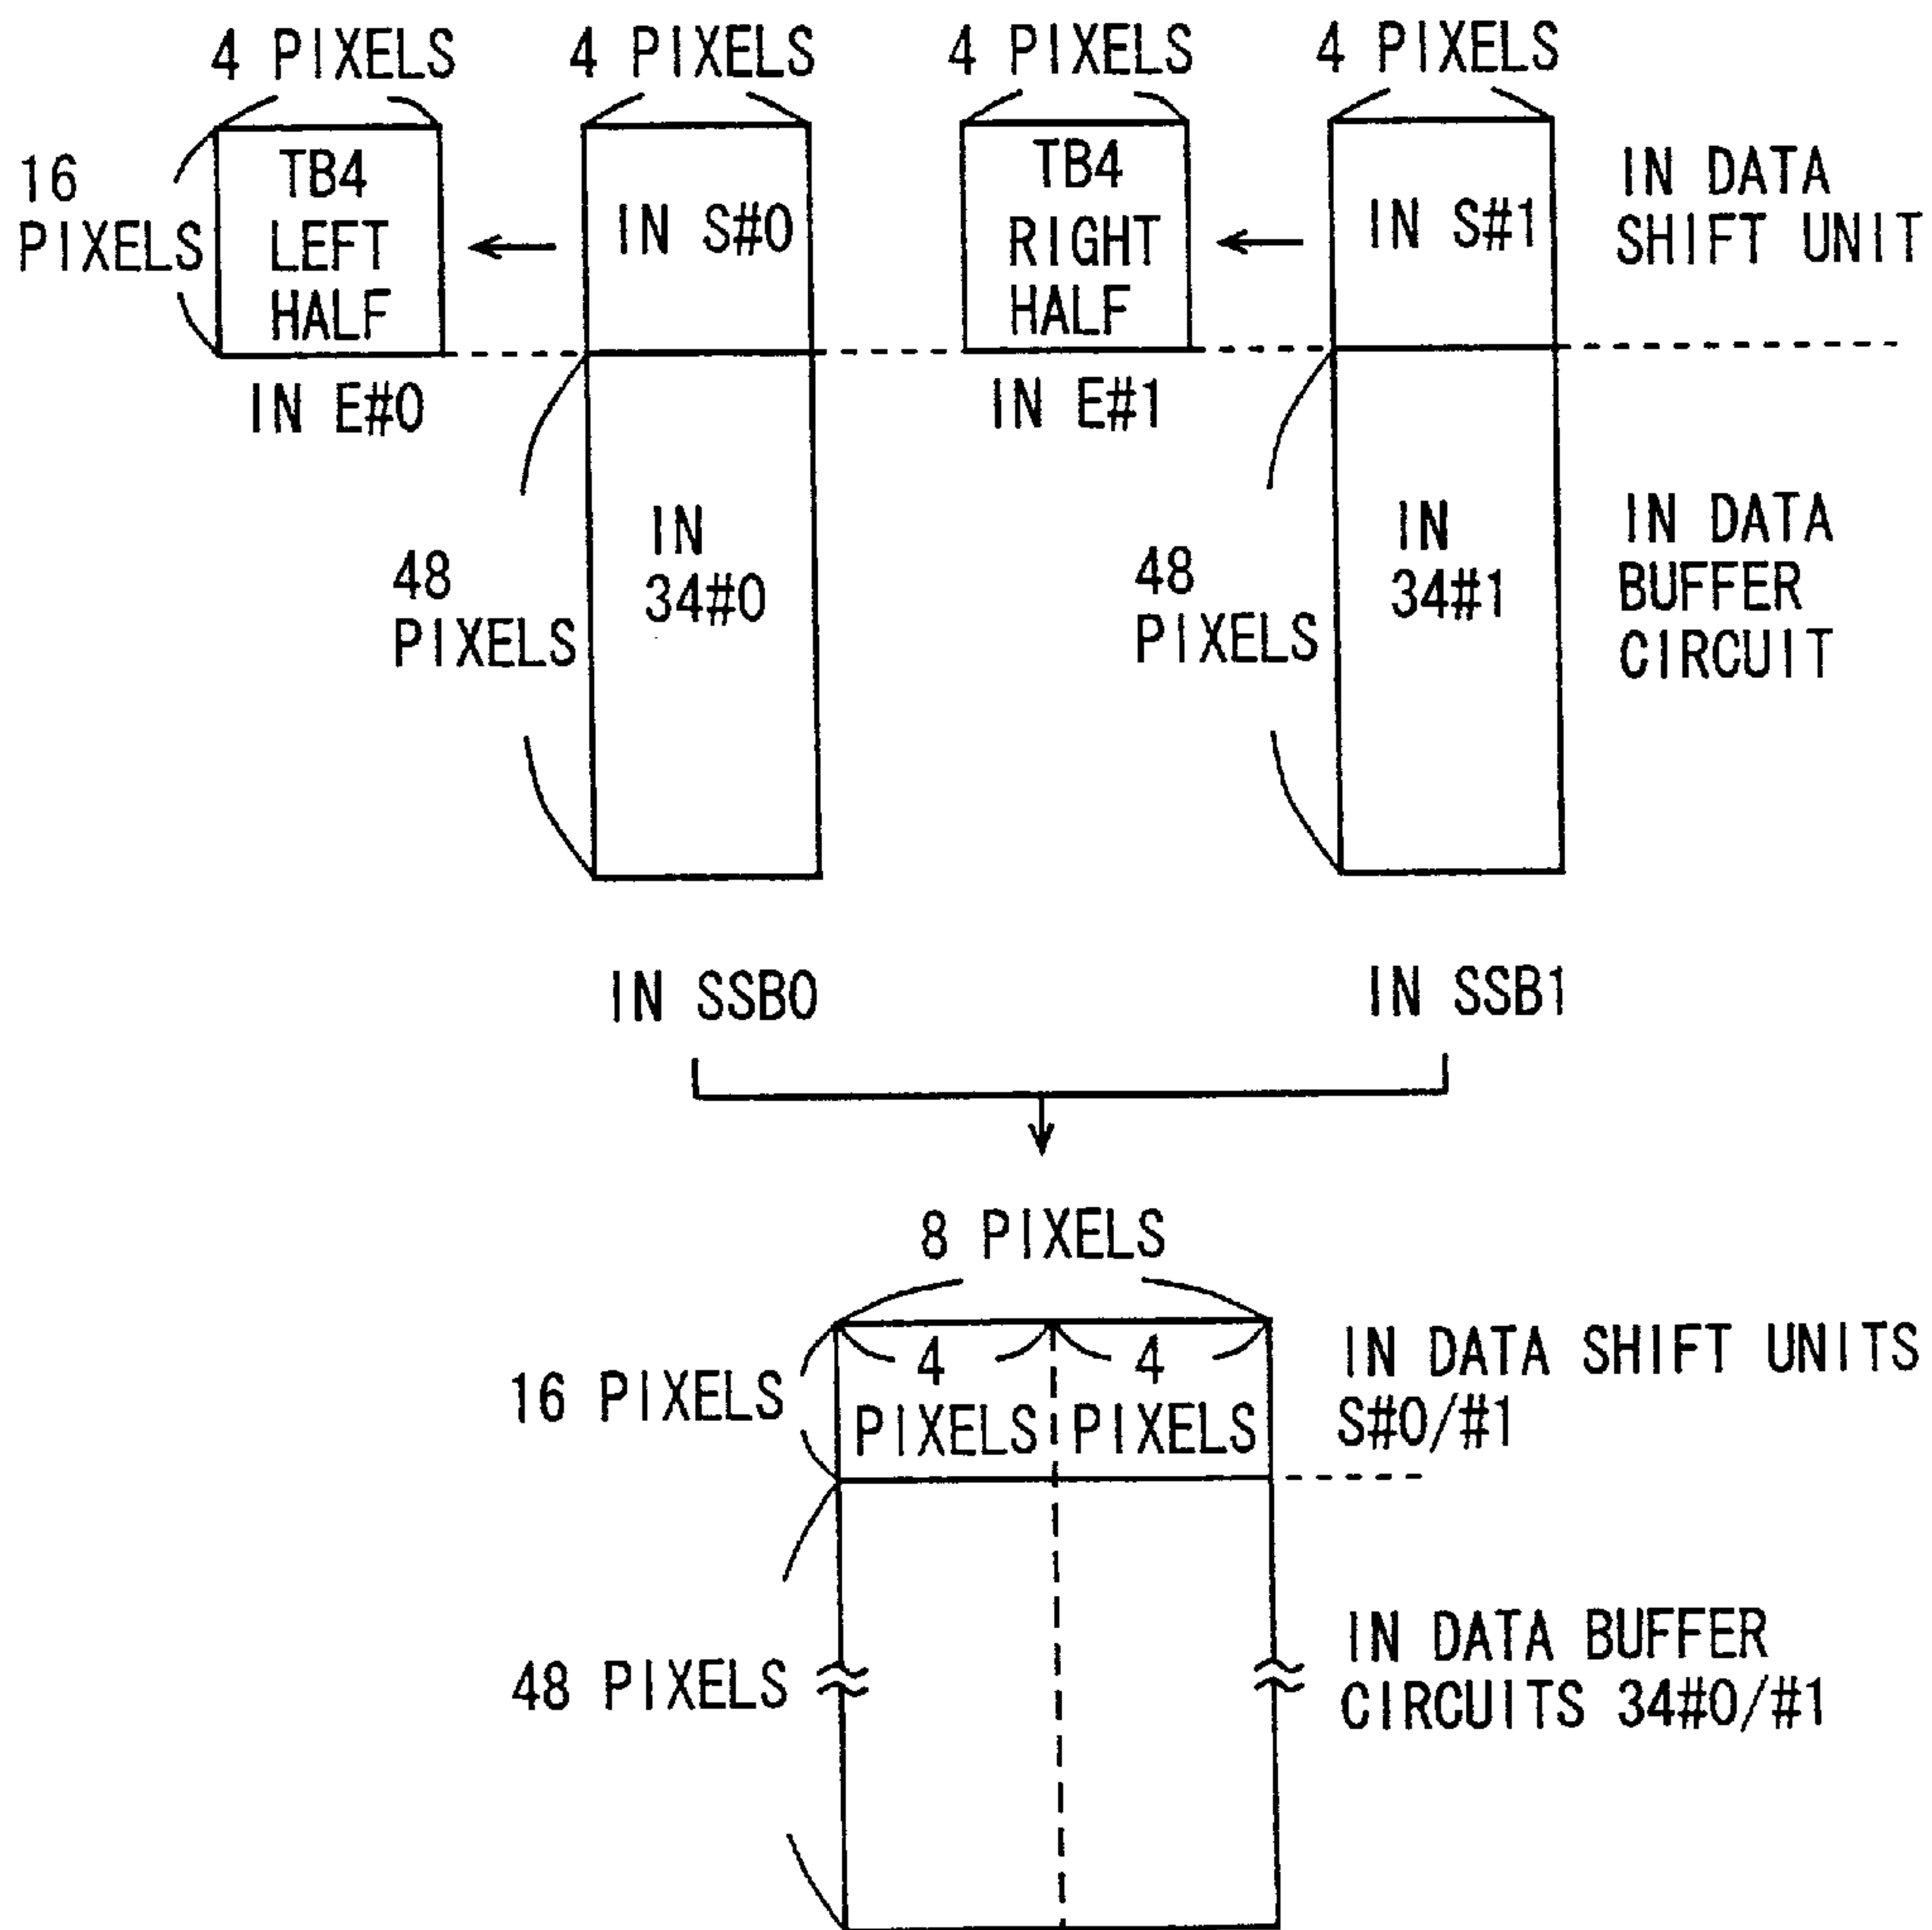 4 PIXELS 4 PIXELS 4 PIXELS 4 PIXELS
16
PIXELS
TB4
LEFT
HALF
IN S#0
TB4
RIGHT
HALF
IN S#1
IN DATA
SHIFT UNIT
IN E#0
IN E#1
48
PIXELS
IN
34#0
48
PIXELS
IN
34#1
IN DATA
BUFFER
CIRCUIT
IN SSB0
IN SSB1
8 PIXELS
16 PIXELS
4
PIXELS
4
PIXELS
IN DATA SHIFT UNITS
S#0/#1
48 PIXELS
IN DATA BUFFER
CIRCUITS 34#0/#1